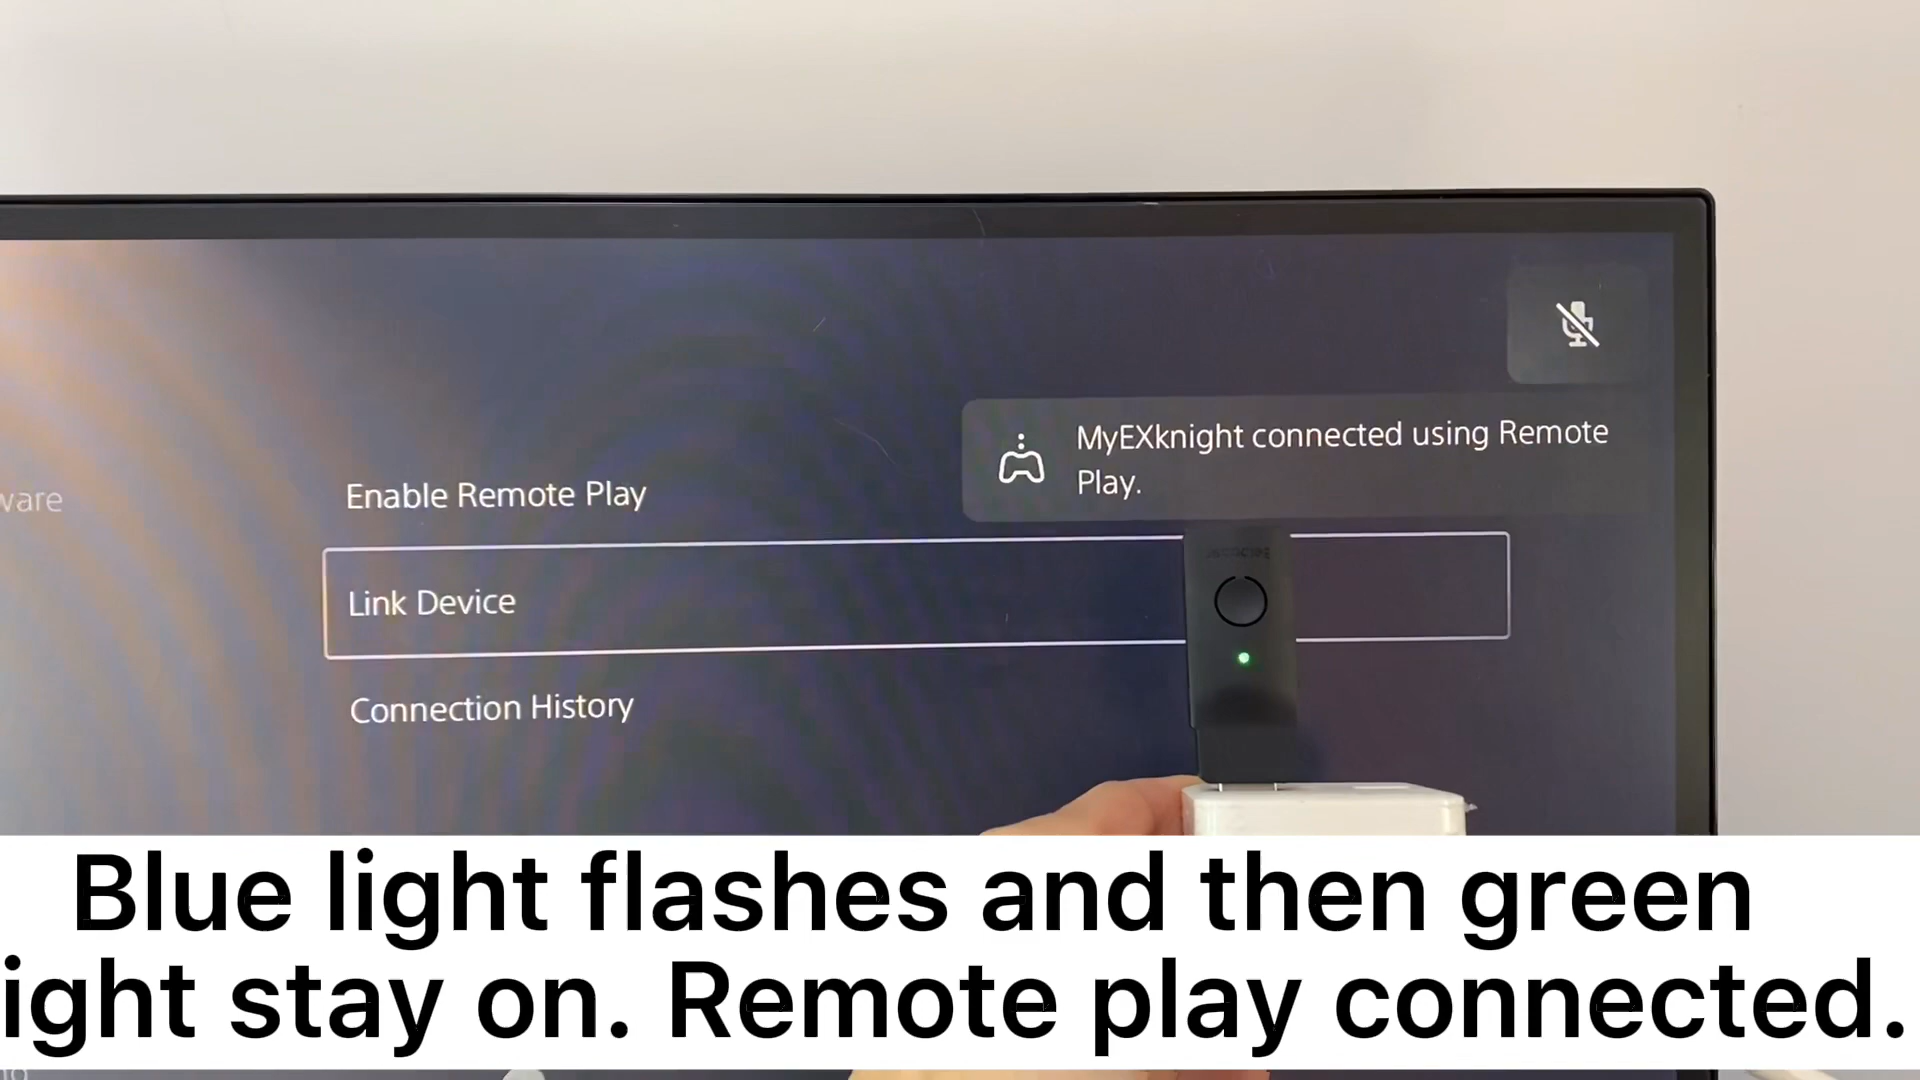 MyEXknight connected using Remote
Play.
ware
Enable Remote Play
Link Device
Connection History
Blue light flashes and then green
ight stay on. Remote play connected.